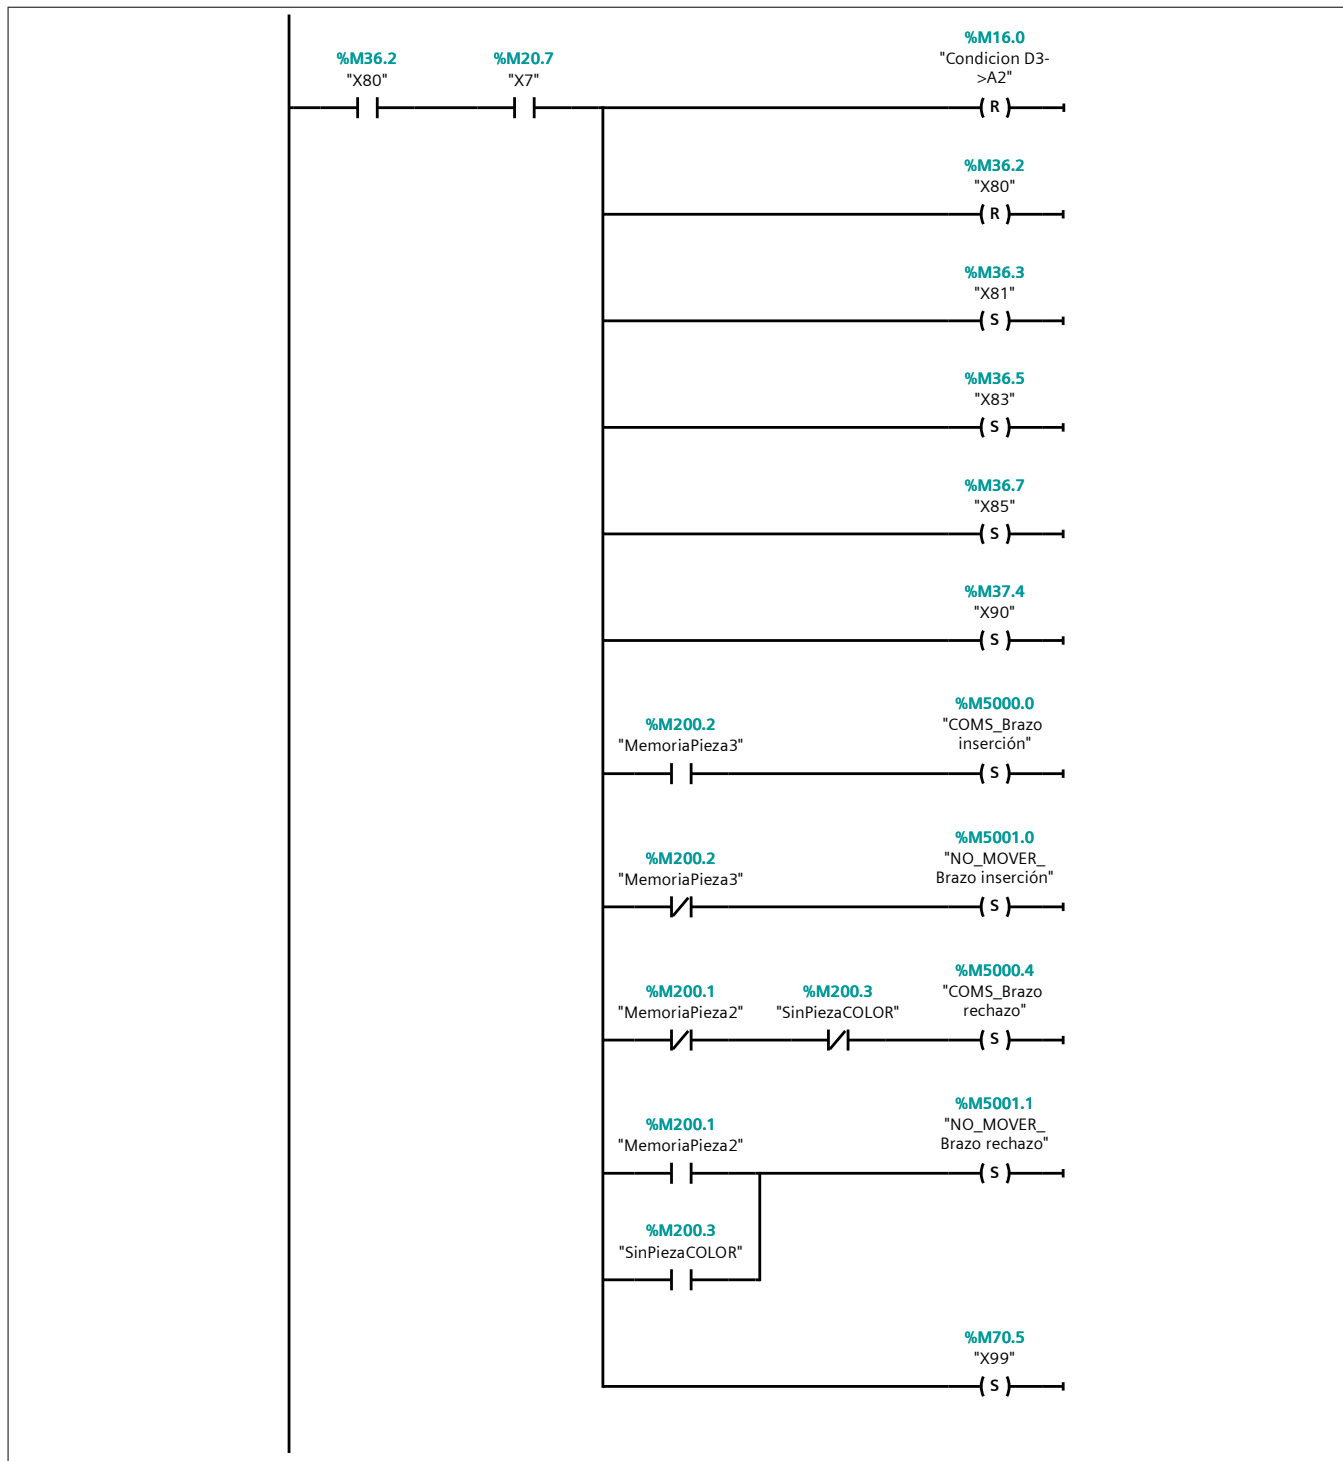 %M16.0
"Condicion D3-
>A2"
%M36.2
"X80"
%M20.7
"X7"
( R )
%M36.2
"X80"
( R )
%M36.3
"X81"
( S )
%M36.5
"X83"
( S )
%M36.7
"X85"
( S )
%M37.4
"X90"
( S )
%M200.2
"MemoriaPieza3"
%M5000.0
"COMS_Brazo
inserción"
( S )
%M200.2
"MemoriaPieza3"
%M5001.0
"NO_MOVER_
Brazo inserción"
( S )
%M200.1
"MemoriaPieza2"
%M200.3
"SinPiezaCOLOR"
%M5000.4
"COMS_Brazo
rechazo"
( S )
%M200.1
"MemoriaPieza2"
%M5001.1
"NO_MOVER_
Brazo rechazo"
( S )
%M200.3
"SinPiezaCOLOR"
%M70.5
"X99"
( S )